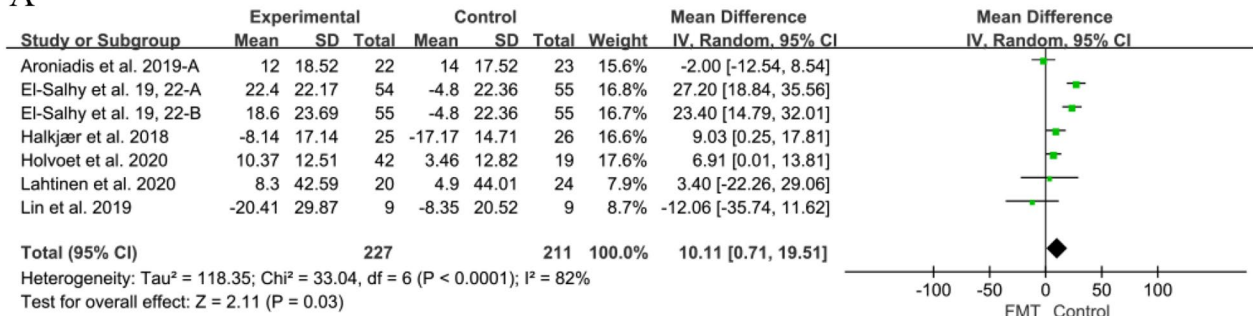 A
Experimental Control Mean Difference Mean Difference
Study or Subgroup Mean SD Total Mean SD Total Weight IV, Random, 95% CI IV, Random, 95% CI
Aroniadis et al. 2019-A 12 18.52 22 14 17.52 23 15.6% -2.00 [-12.54, 8.54]
El-Salhy et al. 19, 22-A 22.4 22.17 54 -4.8 22.36 55 16.8% 27.20 [18.84, 35.56]
El-Salhy et al. 19, 22-B 18.6 23.69 55 -4.8 22.36 55 16.7% 23.40 [14.79, 32.01]
Halkjær et al. 2018 -8.14 17.14 25 -17.17 14.71 26 16.6% 9.03 [0.25, 17.81]
Holvoet et al. 2020 10.37 12.51 42 3.46 12.82 19 17.6% 6.91 [0.01, 13.81]
Lahtinen et al. 2020 8.3 42.59 20 4.9 44.01 24 7.9% 3.40 [-22.26, 29.06]
Lin et al. 2019 -20.41 29.87 9 -8.35 20.52 9 8.7% -12.06 [-35.74, 11.62]
Total (95% CI) 227 211 100.0% 10.11 [0.71, 19.51]
Heterogeneity: Tau² = 118.35; Chi² = 33.04, df = 6 (P < 0.0001); I² = 82%
Test for overall effect: Z = 2.11 (P = 0.03)
-100 -50 0 50 100
FMT Control